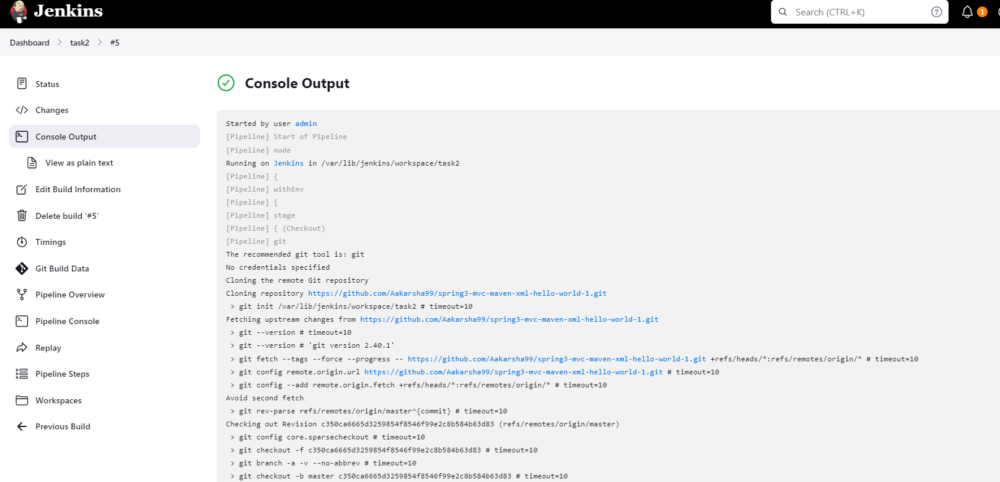 Jenkins
Search (CTRL+K)
1
Dashboard
task2
#5
Status
Changes
Console Output
View as plain text
Edit Build Information
Delete build ‘#5’
Timings
Git Build Data
Pipeline Overview
Pipeline Console
Replay
Pipeline Steps
Workspaces
Previous Build
Console Output
Started by user admin
[Pipeline] Start of Pipeline
[Pipeline] node
Running on Jenkins in /var/lib/jenkins/workspace/task2
[Pipeline] {
[Pipeline] withEnv
[Pipeline] {
[Pipeline] stage
[Pipeline] { (Checkout)
[Pipeline] git
The recommended git tool is: git
No credentials specified
Cloning the remote Git repository
Cloning repository https://github.com/Aakarsha99/spring3-mvc-maven-xml-hello-world-1.git
> git init /var/lib/jenkins/workspace/task2 # timeout=10
Fetching upstream changes from https://github.com/Aakarsha99/spring3-mvc-maven-xml-hello-world-1.git
> git --version # timeout=10
> git --version # 'git version 2.40.1'
> git fetch --tags --force --progress -- https://github.com/Aakarsha99/spring3-mvc-maven-xml-hello-world-1.git +refs/heads/*:refs/remotes/origin/* # timeout=10
> git config remote.origin.url https://github.com/Aakarsha99/spring3-mvc-maven-xml-hello-world-1.git # timeout=10
> git config --add remote.origin.fetch +refs/heads/*:refs/remotes/origin/* # timeout=10
Avoid second fetch
> git rev-parse refs/remotes/origin/master^{commit} # timeout=10
Checking out Revision c350ca6665d3259854f8546f99e2c8b584b63d83 (refs/remotes/origin/master)
> git config core.sparsecheckout # timeout=10
> git checkout -f c350ca6665d3259854f8546f99e2c8b584b63d83 # timeout=10
> git branch -a -v --no-abbrev # timeout=10
> git checkout -b master c350ca6665d3259854f8546f99e2c8b584b63d83 # timeout=10